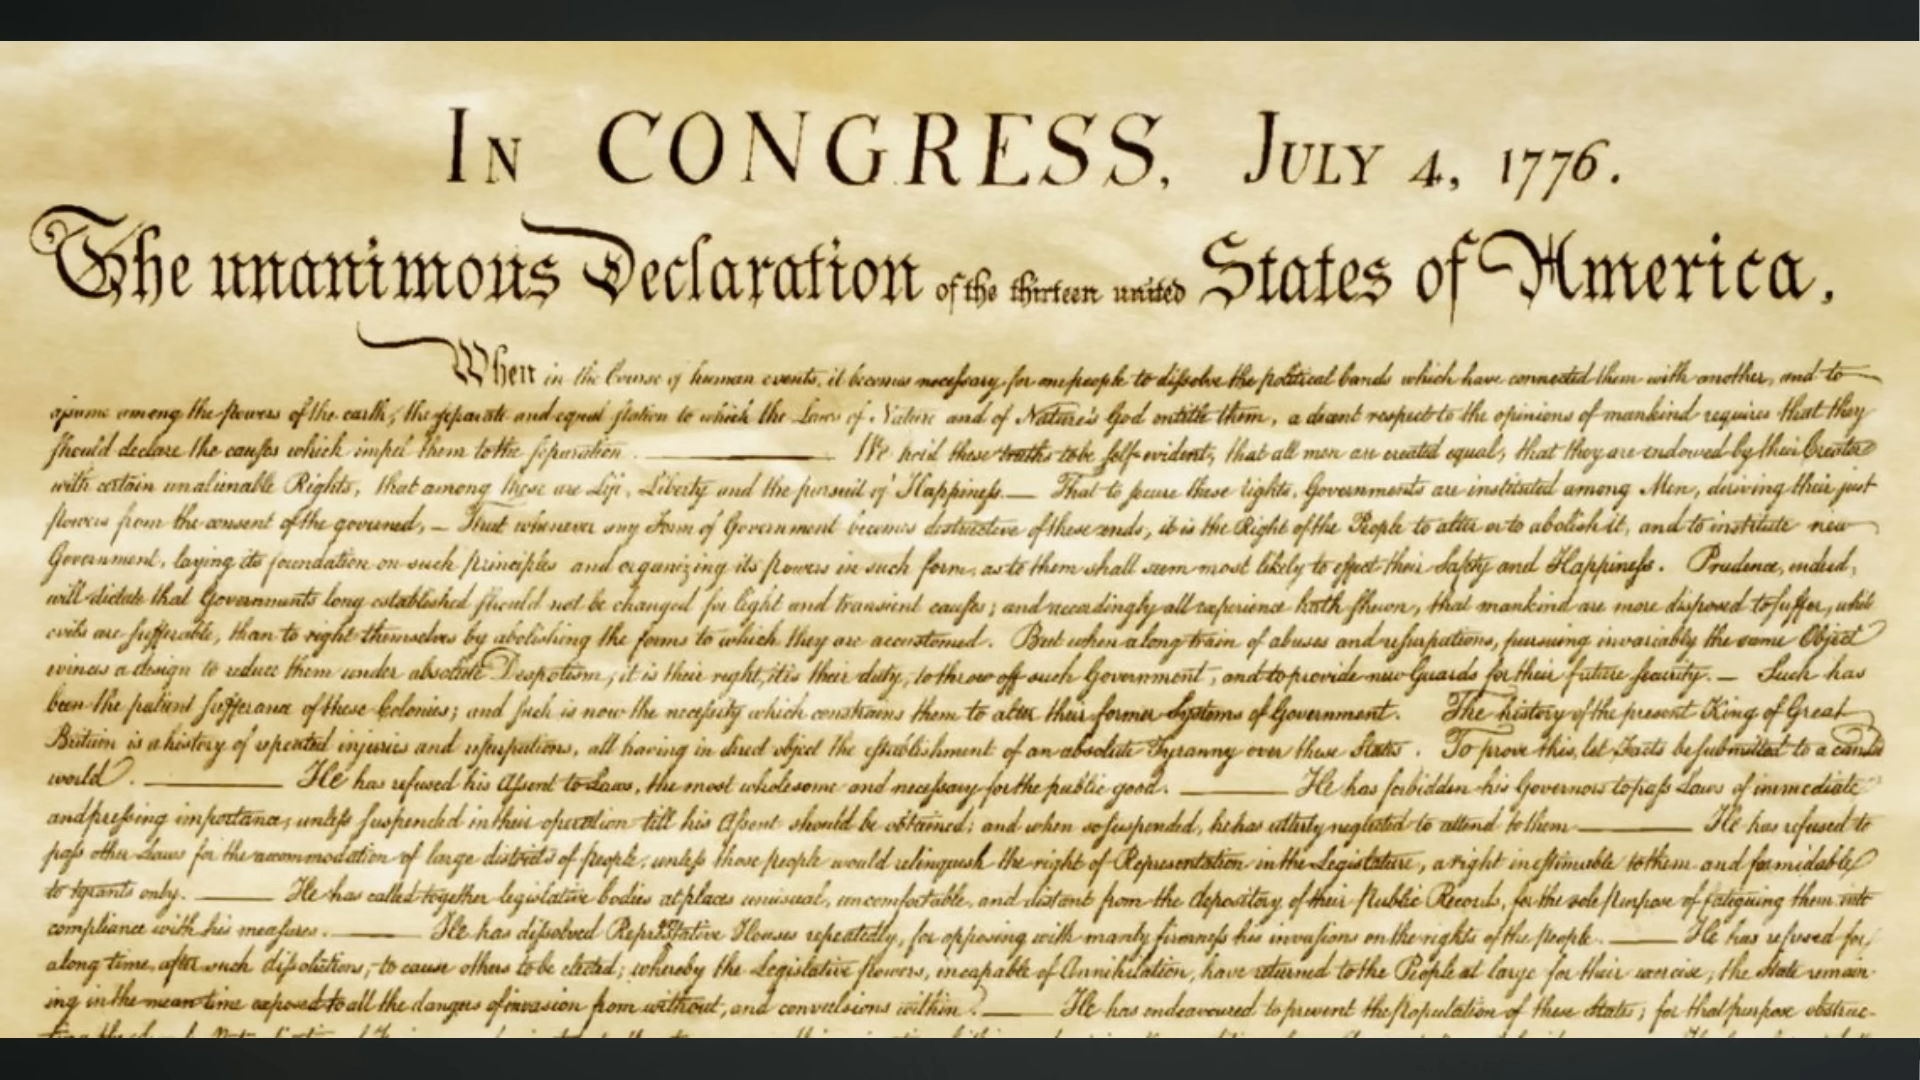 In CONGRESS, July 4, 1776.
The unanimous Declaration of the thirteen united States of America,
When in the Course of human events, it becomes necessary for one people to dissolve the political bands which have connected them with another, and to
assume among the powers of the earth, the separate and equal station to which the Laws of Nature and of Nature's God entitle them, a decent respect to the opinions of mankind requires that they
should declare the causes which impel them to the separation. ——— We hold these truths to be self-evident, that all men are created equal, that they are endowed by their Creator
with certain unalienable Rights, that among these are Life, Liberty and the pursuit of Happiness.— That to secure these rights, Governments are instituted among Men, deriving their just
powers from the consent of the governed, — That whenever any Form of Government becomes destructive of these ends, it is the Right of the People to alter or to abolish it, and to institute new
Government, laying its foundation on such principles and organizing its powers in such form, as to them shall seem most likely to effect their Safety and Happiness. Prudence, indeed,
will dictate that Governments long established should not be changed for light and transient causes; and accordingly all experience hath shewn, that mankind are more disposed to suffer, while
evils are sufferable, than to right themselves by abolishing the forms to which they are accustomed. But when a long train of abuses and usurpations, pursuing invariably the same Object
evinces a design to reduce them under absolute Despotism, it is their right, it is their duty, to throw off such Government, and to provide new Guards for their future security.— Such has
been the patient sufferance of these Colonies; and such is now the necessity which constrains them to alter their former Systems of Government. The history of the present King of Great
Britain is a history of repeated injuries and usurpations, all having in direct object the establishment of an absolute Tyranny over these States. To prove this, let Facts be submitted to a candid
world. ——— He has refused his Assent to Laws, the most wholesome and necessary for the public good. ——— He has forbidden his Governors to pass Laws of immediate
and pressing importance, unless suspended in their operation till his Assent should be obtained; and when so suspended, he has utterly neglected to attend to them ——— He has refused to
pass other Laws for the accommodation of large districts of people, unless those people would relinquish the right of Representation in the Legislature, a right inestimable to them and formidable
to tyrants only. ——— He has called together legislative bodies at places unusual, uncomfortable, and distant from the depository of their Public Records, for the sole purpose of fatiguing them into
compliance with his measures. ——— He has dissolved Representative Houses repeatedly, for opposing with manly firmness his invasions on the rights of the people. ——— He has refused for
a long time, after such dissolutions, to cause others to be elected; whereby the Legislative powers, incapable of Annihilation, have returned to the People at large for their exercise; the State remain-
ing in the mean time exposed to all the dangers of invasion from without, and convulsions within. ——— He has endeavoured to prevent the population of these States; for that purpose obstruc-